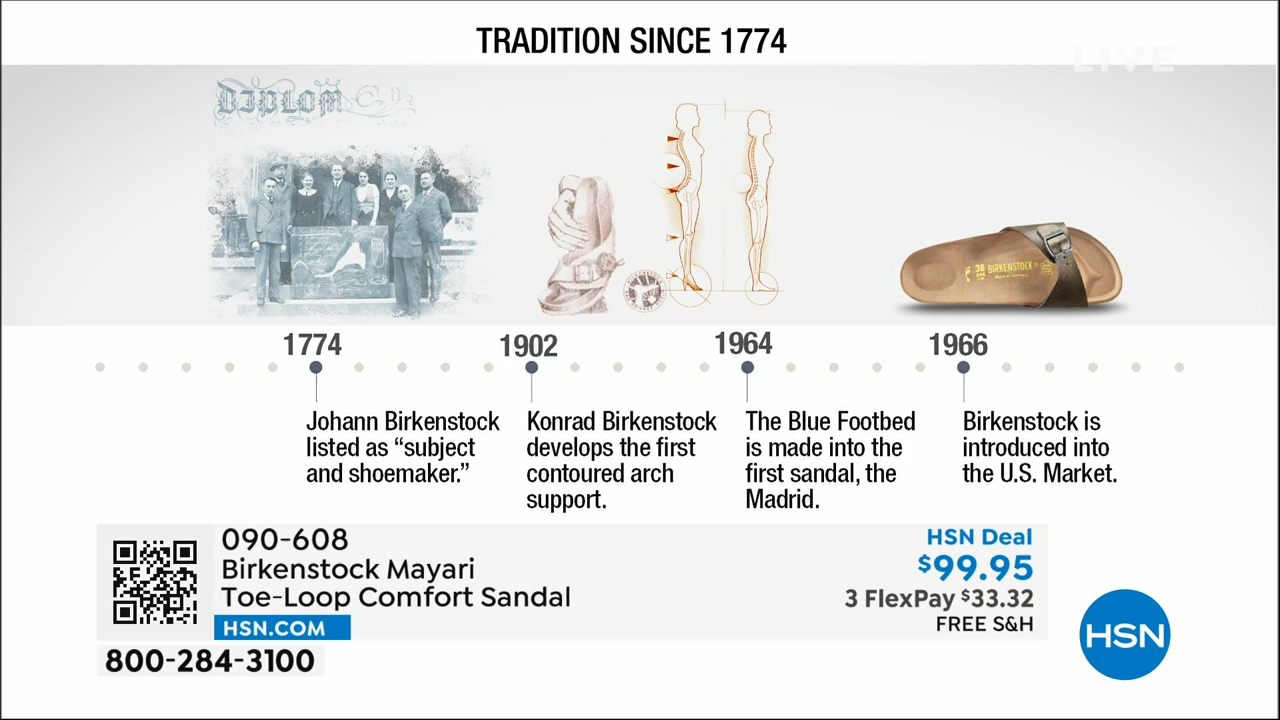 TRADITION SINCE 1774
LIVE
Diplom
38
BIRKENSTOCK
1774
1902
1964
1966
Johann Birkenstock
listed as “subject
and shoemaker.”
Konrad Birkenstock
develops the first
contoured arch
support.
The Blue Footbed
is made into the
first sandal, the
Madrid.
Birkenstock is
introduced into
the U.S. Market.
090-608
Birkenstock Mayari
Toe-Loop Comfort Sandal
HSN.COM
800-284-3100
HSN Deal
$99.95
3 FlexPay $33.32
FREE S&H
HSN